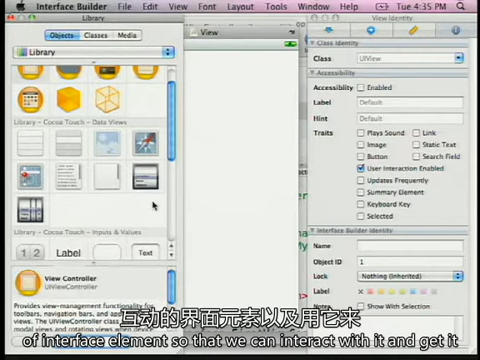 Interface Builder File Edit View Font Layout Tools Window Help Tue 4:35 PM
Library
Objects Classes Media
Library
Library – Cocoa Touch – Data Views
Library – Cocoa Touch – Inputs & Values
1 2 Label Text
View Controller
UIViewController
Provides view-management functionality for
toolbars, navigation bars, and app
views. The UIViewController class
modal views and rotating views when
View
View Identity
Class Identity
Class UIView
Accessibility
Accessibility Enabled
Label Default
Hint Default
Traits Plays Sound Link
Image Static Text
Button Search Field
User Interaction Enabled
Updates Frequently
Summary Element
Keyboard Key
Selected
Interface Builder Identity
Name
Object ID 1
Lock Nothing (Inherited)
Label
Notes Show With Selection
互动的界面元素以及用它来
of interface element so that we can interact with it and get it